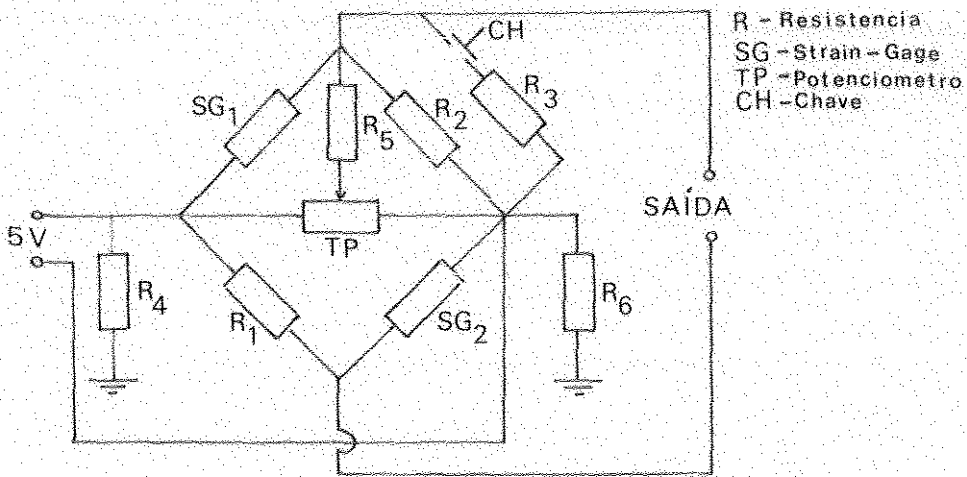 R - Resistencia
SG - Strain - Gage
TP - Potenciometro
CH - Chave
CH
SG1
R5
R2
R3
5V
TP
SAÍDA
R4
R1
SG2
R6